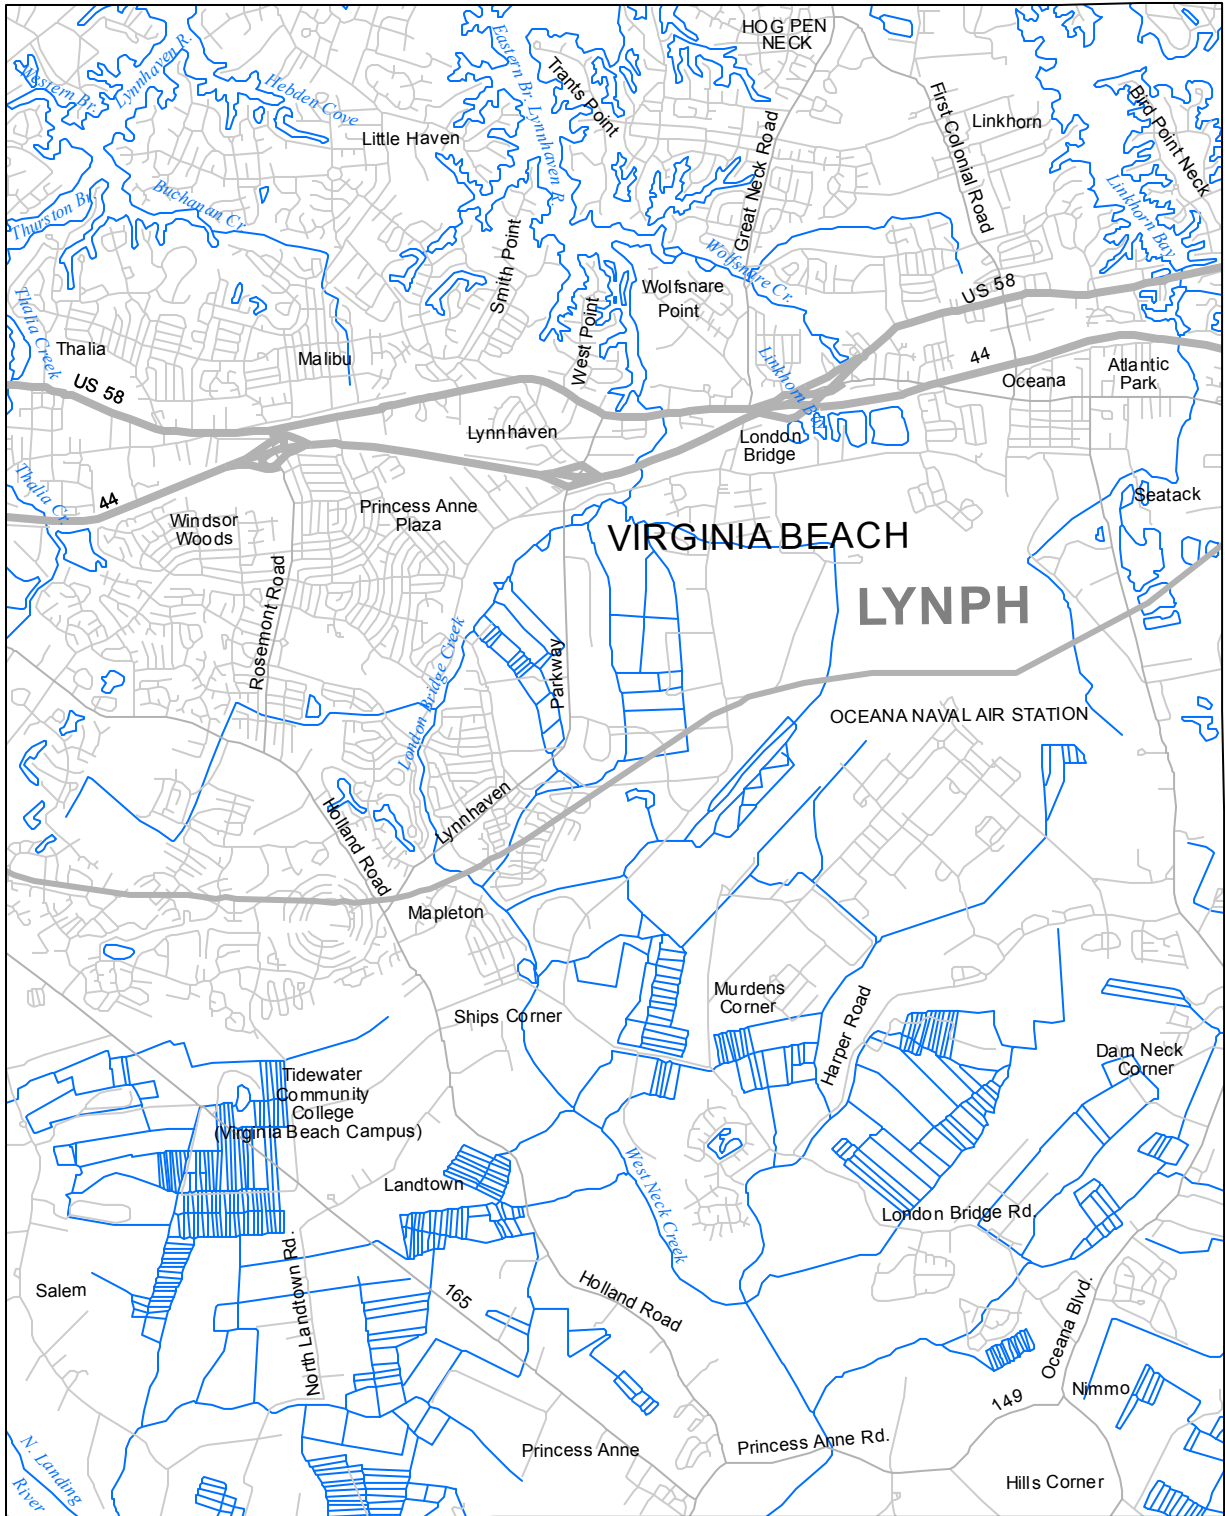 HOG PEN
NECK
Western Br.
Lynnhaven R.
Hebden Cove
Eastern Br. Lynnhaven R.
Trants Point
Little Haven
Great Neck Road
First Colonial Road
Linkhorn
Bird Point Neck
Linkhorn Bay
Thurston Br.
Buchanan Cr.
Smith Point
Wolfsnare Cr.
Wolfsnare
Point
West Point
US 58
Thalia Creek
Thalia
Malibu
US 58
44
Linkhorn Bay
Oceana
Atlantic
Park
Lynnhaven
London
Bridge
Thalia Cr.
44
Windsor
Woods
Princess Anne
Plaza
Seatack
VIRGINIA BEACH
LYNPH
Rosemont Road
London Bridge Creek
Parkway
OCEANA NAVAL AIR STATION
Holland Road
Lynnhaven
Mapleton
Ships Corner
Murdens
Corner
Harper Road
Dam Neck
Corner
Tidewater
Community
College
(Virginia Beach Campus)
Landtown
West Neck Creek
London Bridge Rd.
Salem
North Landtown Rd.
165
Holland Road
Oceana Blvd.
149
Nimmo
N. Landing
River
Princess Anne
Princess Anne Rd.
Hills Corner